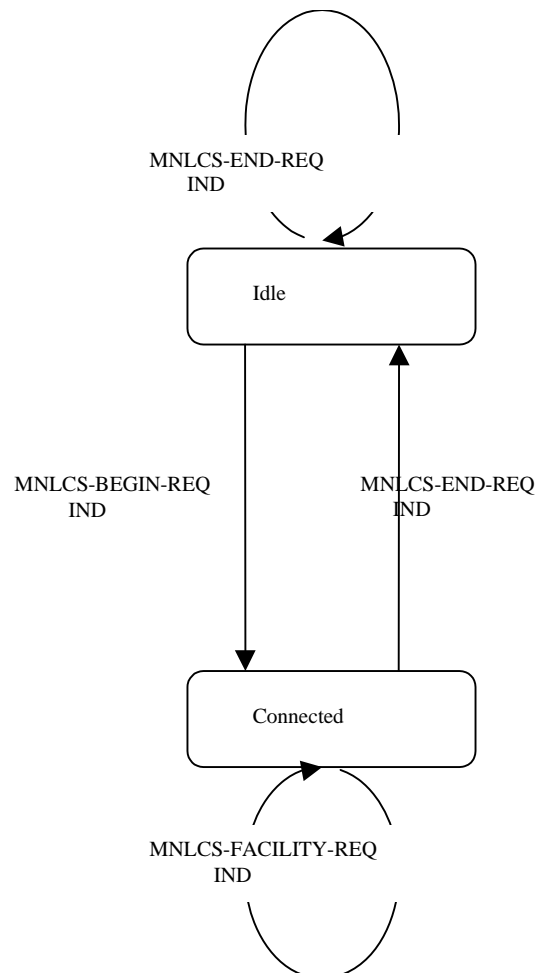 MNLCS-END-REQ
IND
Idle
MNLCS-BEGIN-REQ
IND
MNLCS-END-REQ
IND
Connected
MNLCS-FACILITY-REQ
IND